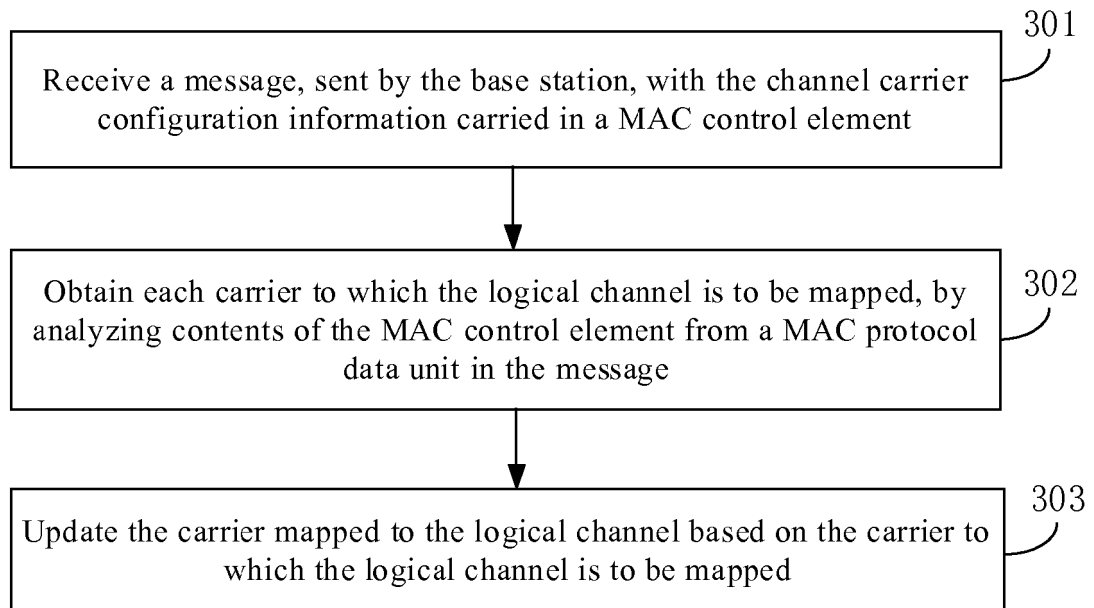 301
Receive a message, sent by the base station, with the channel carrier
configuration information carried in a MAC control element
302
Obtain each carrier to which the logical channel is to be mapped, by
analyzing contents of the MAC control element from a MAC protocol
data unit in the message
303
Update the carrier mapped to the logical channel based on the carrier to
which the logical channel is to be mapped